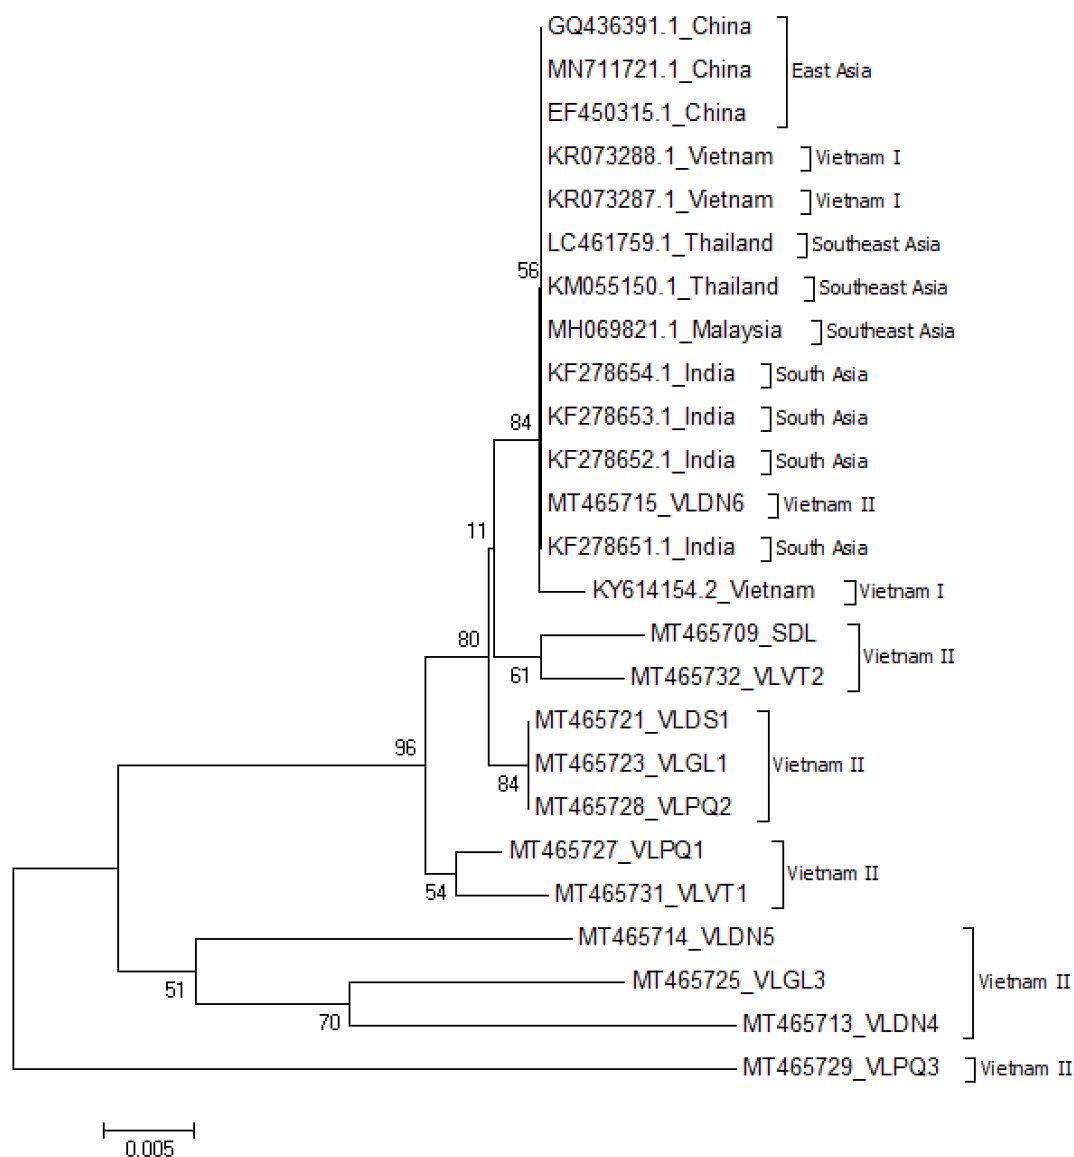 GQ436391.1_China
MN711721.1_China East Asia
EF450315.1_China
KR073288.1_Vietnam Vietnam I
KR073287.1_Vietnam Vietnam I
LC461759.1_Thailand Southeast Asia
56
KM055150.1_Thailand Southeast Asia
MH069821.1_Malaysia Southeast Asia
KF278654.1_India South Asia
KF278653.1_India South Asia
84
KF278652.1_India South Asia
MT465715_VLDN6 Vietnam II
11
KF278651.1_India South Asia
KY614154.2_Vietnam Vietnam I
MT465709_SDL
80
Vietnam II
61
MT465732_VLVT2
MT465721_VLDS1
96
MT465723_VLGL1 Vietnam II
84
MT465728_VLPQ2
MT465727_VLPQ1
Vietnam II
54
MT465731_VLVT1
MT465714_VLDN5
51
MT465725_VLGL3 Vietnam II
70
MT465713_VLDN4
MT465729_VLPQ3 Vietnam II
0.005